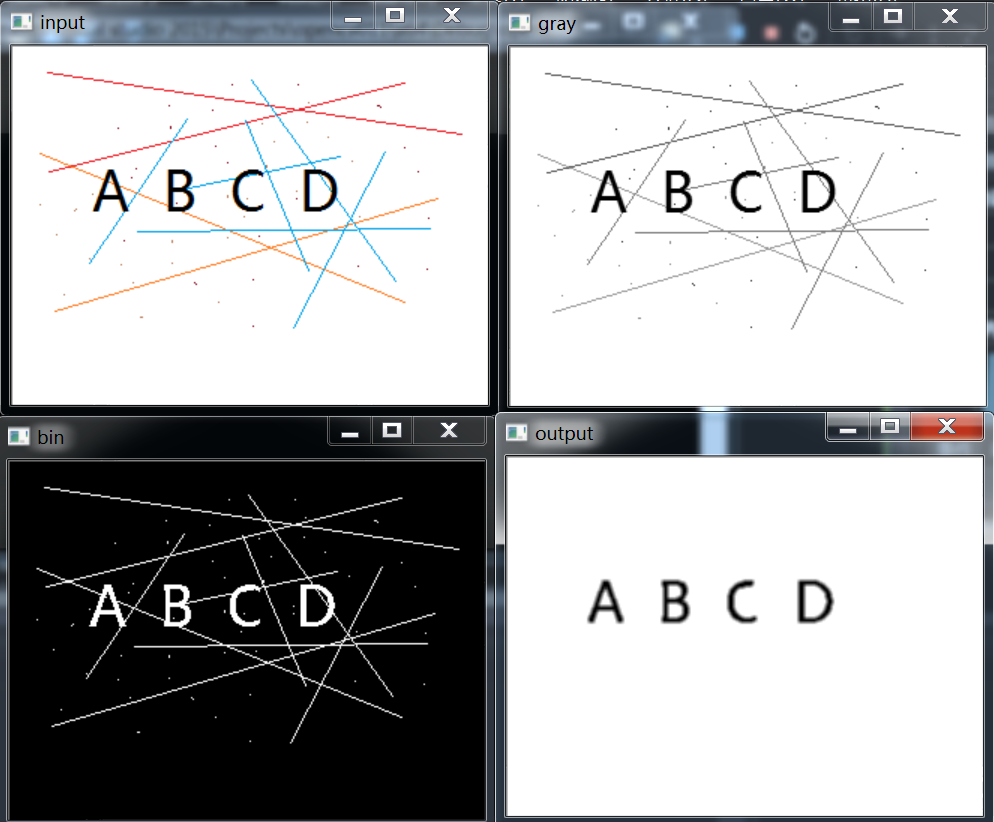 input
gray
A B C D
A B C D
bin
output
A B C D
A B C D